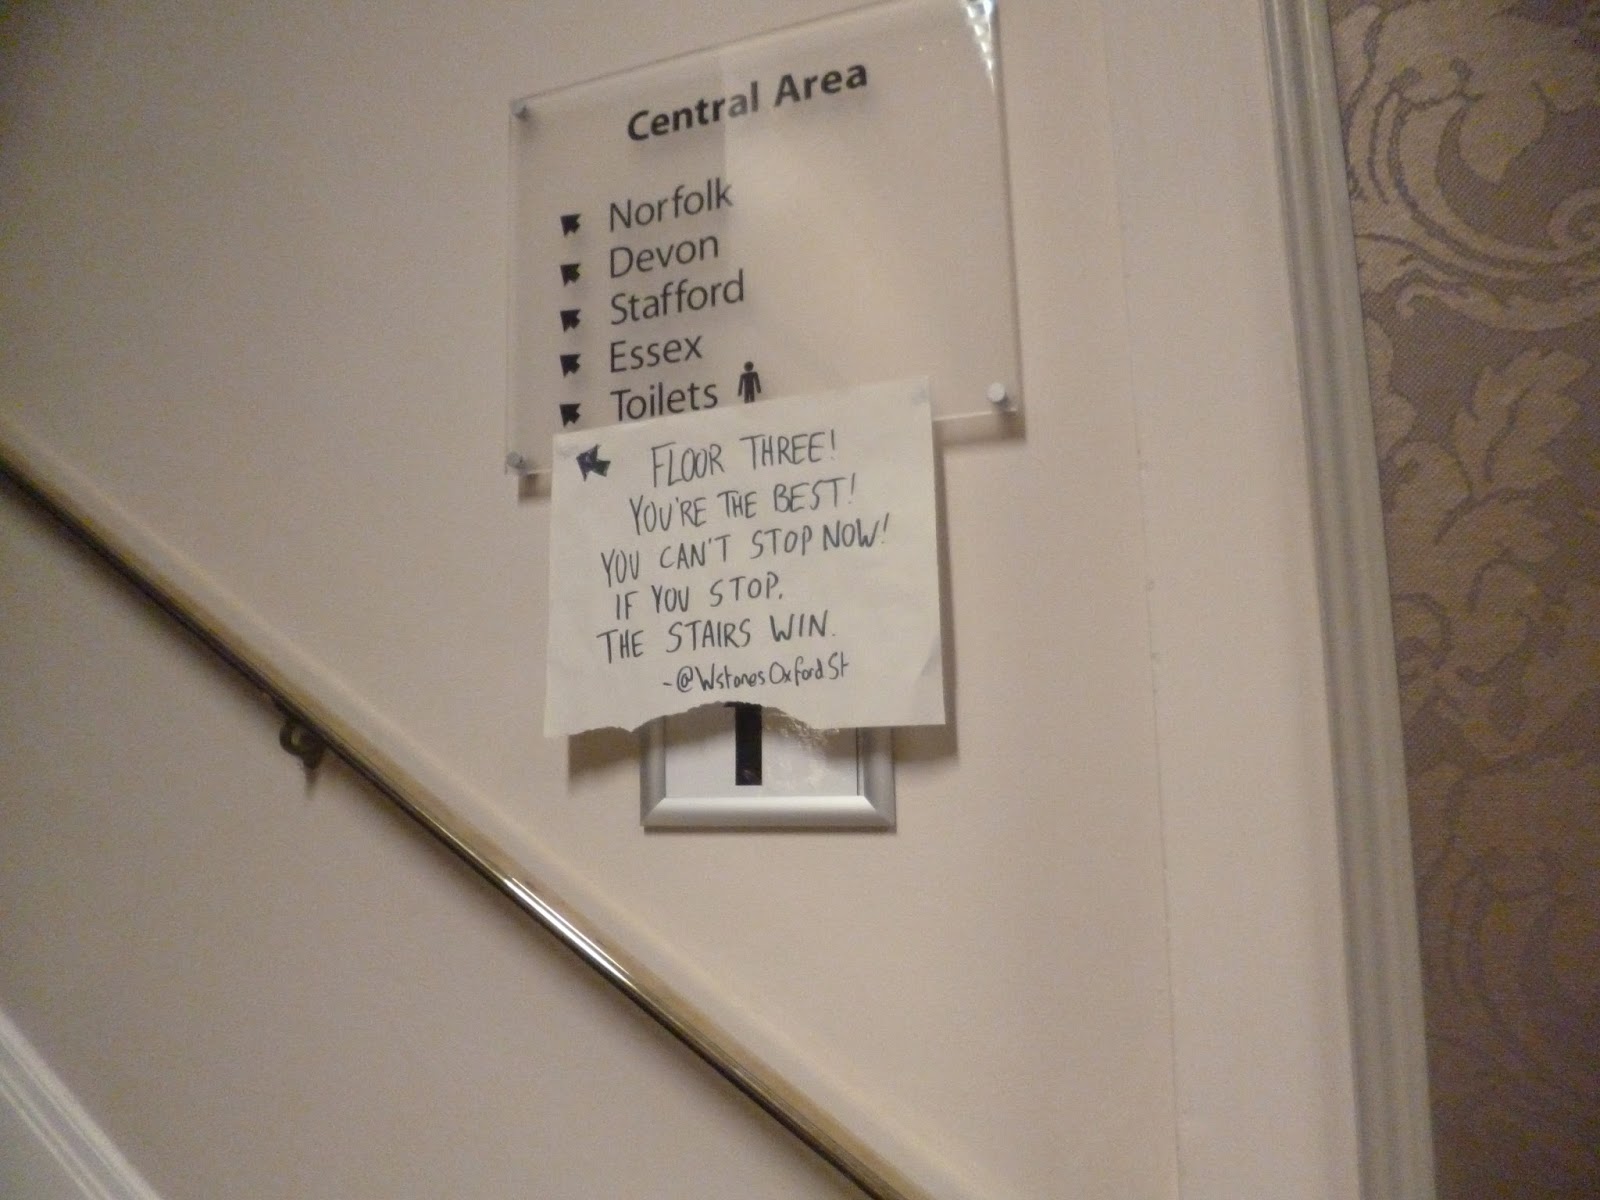 Central Area
Norfolk
Devon
Stafford
Essex
Toilets
FLOOR THREE!
YOU'RE THE BEST!
YOU CAN'T STOP NOW!
IF YOU STOP.
THE STAIRS WIN.
-@WstonesOxfordSt